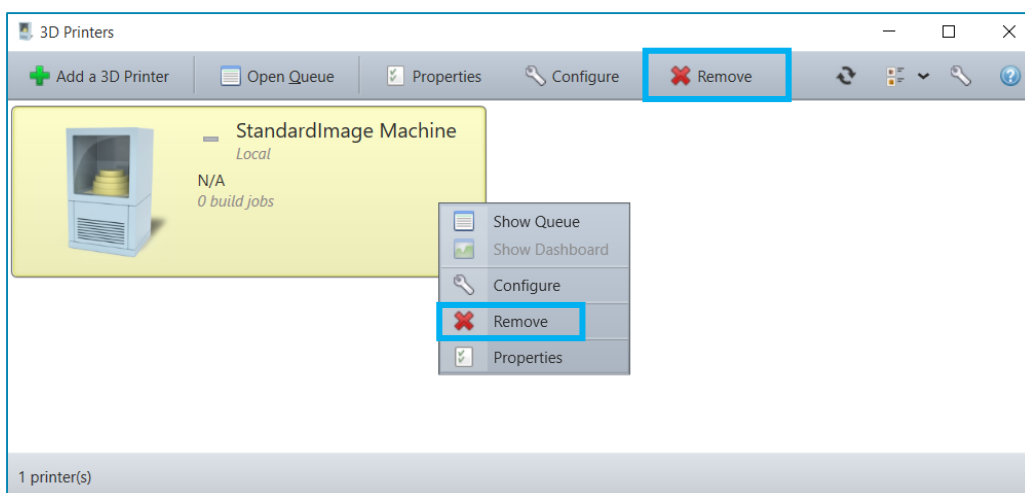 3D Printers
Add a 3D Printer Open Queue Properties Configure Remove
StandardImage Machine
Local
N/A
0 build jobs
Show Queue
Show Dashboard
Configure
Remove
Properties
1 printer(s)